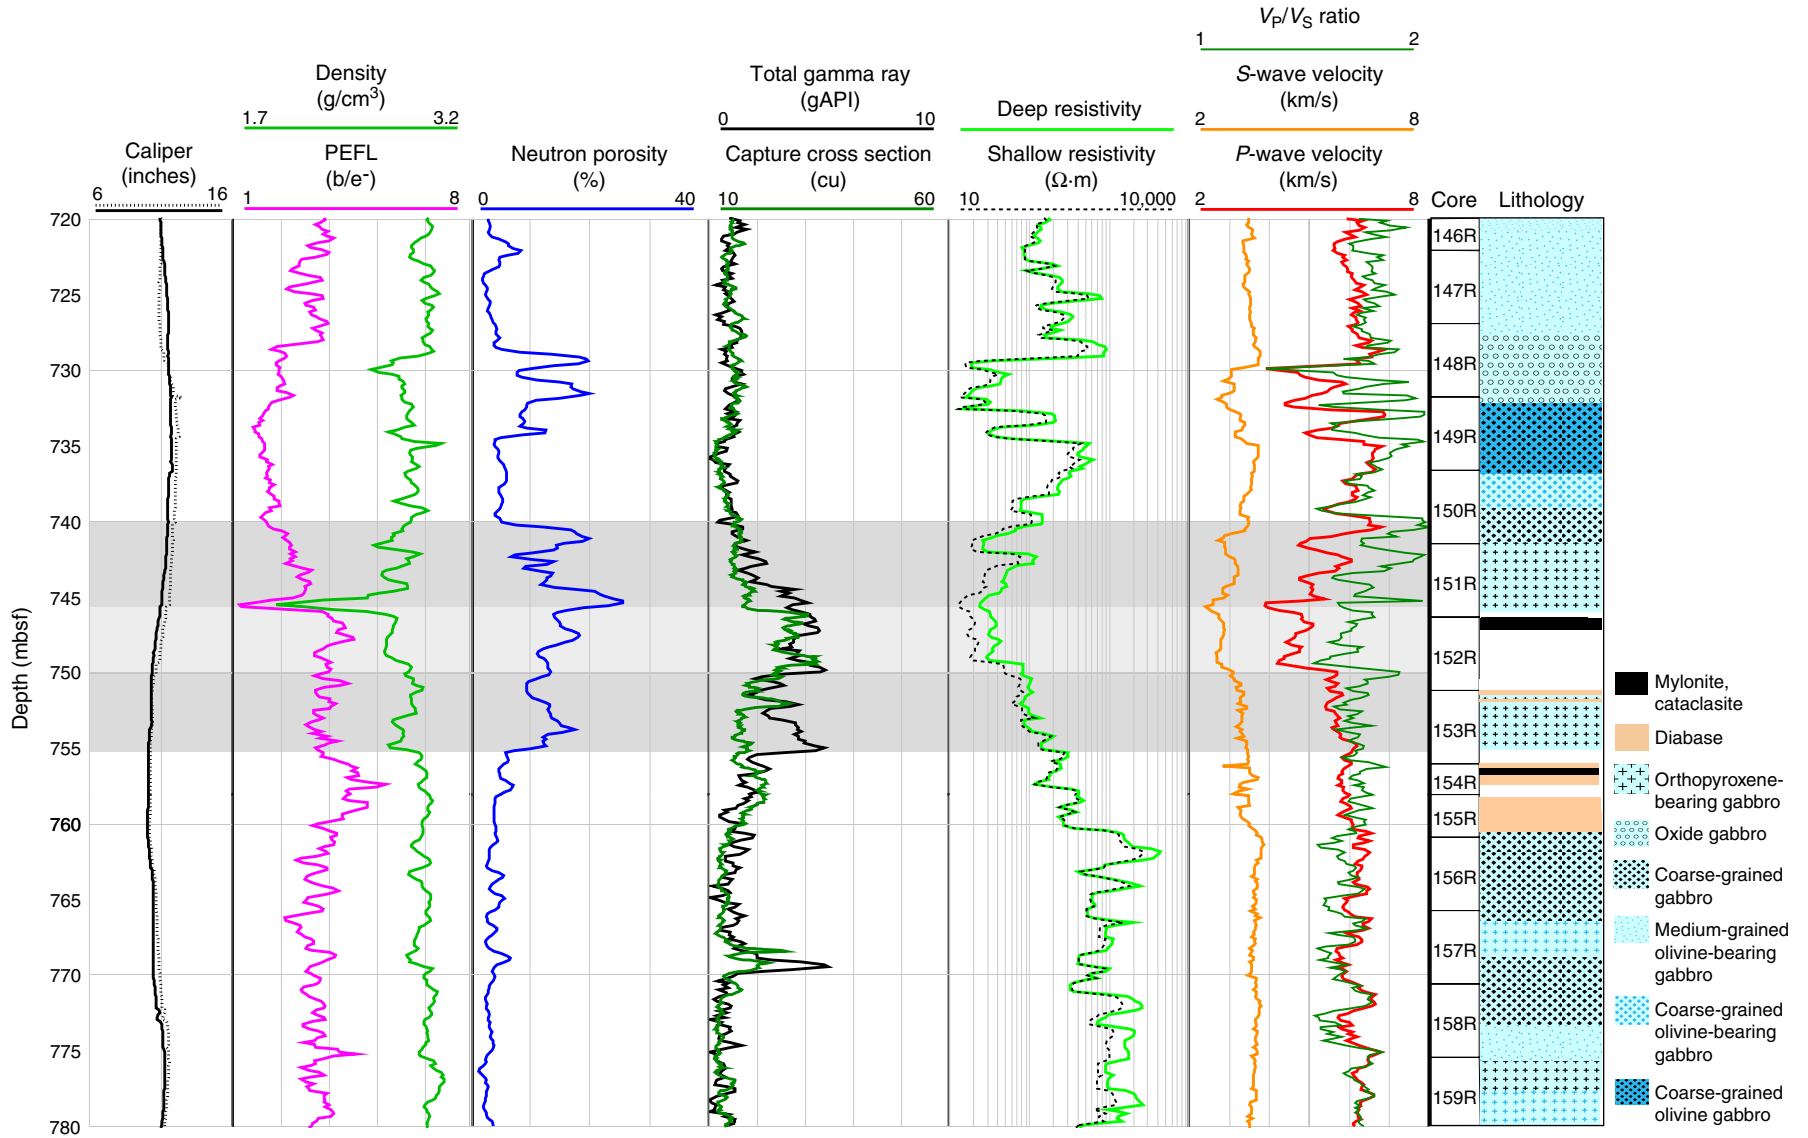 VP/VS ratio
1 2
Density
(g/cm3)
1.7 3.2
Total gamma ray
(gAPI)
0 10
Deep resistivity
S-wave velocity
(km/s)
2 8
Caliper
(inches)
6 16
PEFL
(b/e-)
1 8
Neutron porosity
(%)
0 40
Capture cross section
(cu)
10 60
Shallow resistivity
(Ω·m)
10 10,000
P-wave velocity
(km/s)
2 8
Core Lithology
Depth (mbsf)
720
725
730
735
740
745
750
755
760
765
770
775
780
146R
147R
148R
149R
150R
151R
152R
153R
154R
155R
156R
157R
158R
159R
Mylonite,
cataclasite
Diabase
Orthopyroxene-
bearing gabbro
Oxide gabbro
Coarse-grained
gabbro
Medium-grained
olivine-bearing
gabbro
Coarse-grained
olivine-bearing
gabbro
Coarse-grained
olivine gabbro